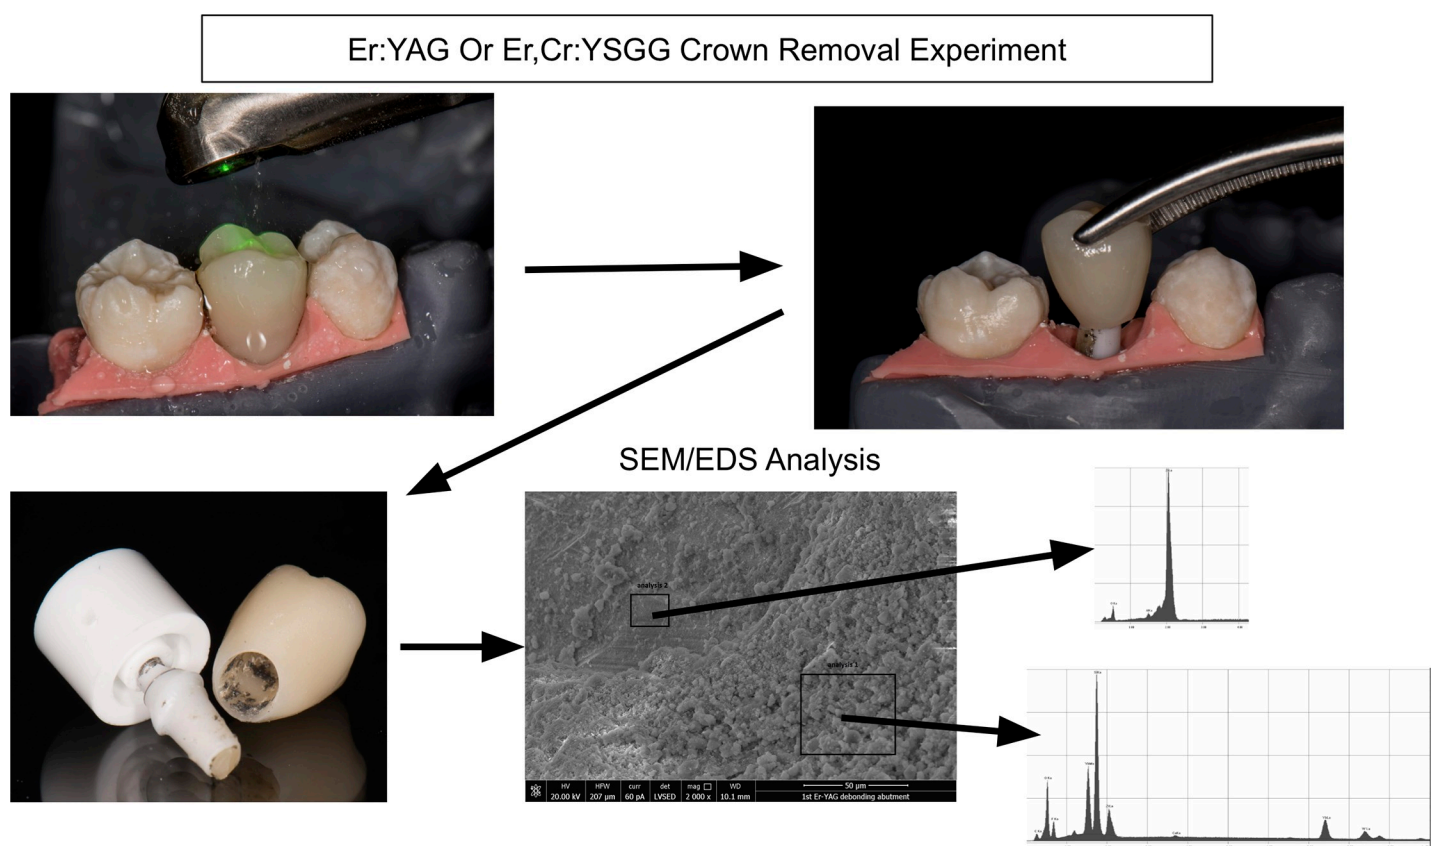 Er:YAG Or Er,Cr:YSGG Crown Removal Experiment
SEM/EDS Analysis
analysis 2
analysis 1
HV HFW curr det mag WD 50 µm
20.00 kV 207 µm 60 pA LVSED 2 000 x 10.1 mm 1st Er-YAG debonding abutment